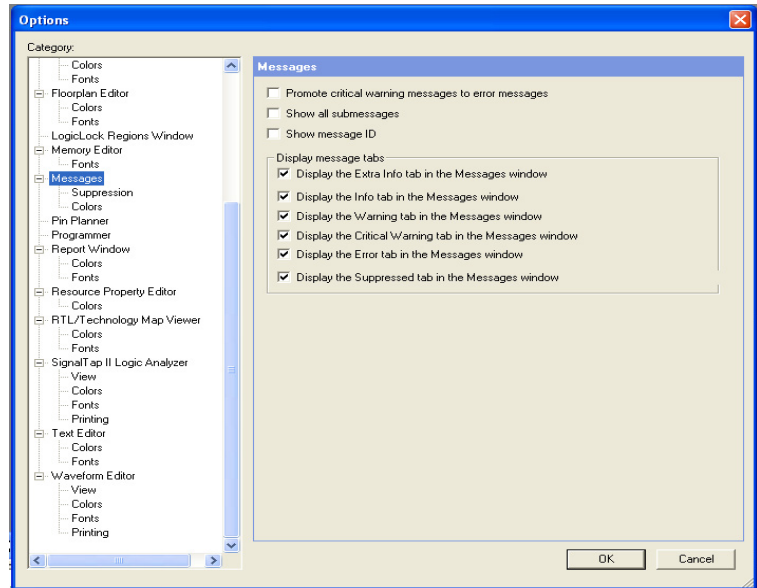 Options
Category:
Colors
Fonts
Floorplan Editor
Colors
Fonts
LogicLock Regions Window
Memory Editor
Fonts
Messages
Suppression
Colors
Pin Planner
Programmer
Report Window
Colors
Fonts
Resource Property Editor
Colors
RTL/Technology Map Viewer
Colors
Fonts
SignalTap II Logic Analyzer
View
Colors
Fonts
Printing
Text Editor
Colors
Fonts
Waveform Editor
View
Colors
Fonts
Printing
Messages
Promote critical warning messages to error messages
Show all submessages
Show message ID
Display message tabs
Display the Extra Info tab in the Messages window
Display the Info tab in the Messages window
Display the Warning tab in the Messages window
Display the Critical Warning tab in the Messages window
Display the Error tab in the Messages window
Display the Suppressed tab in the Messages window
OK
Cancel